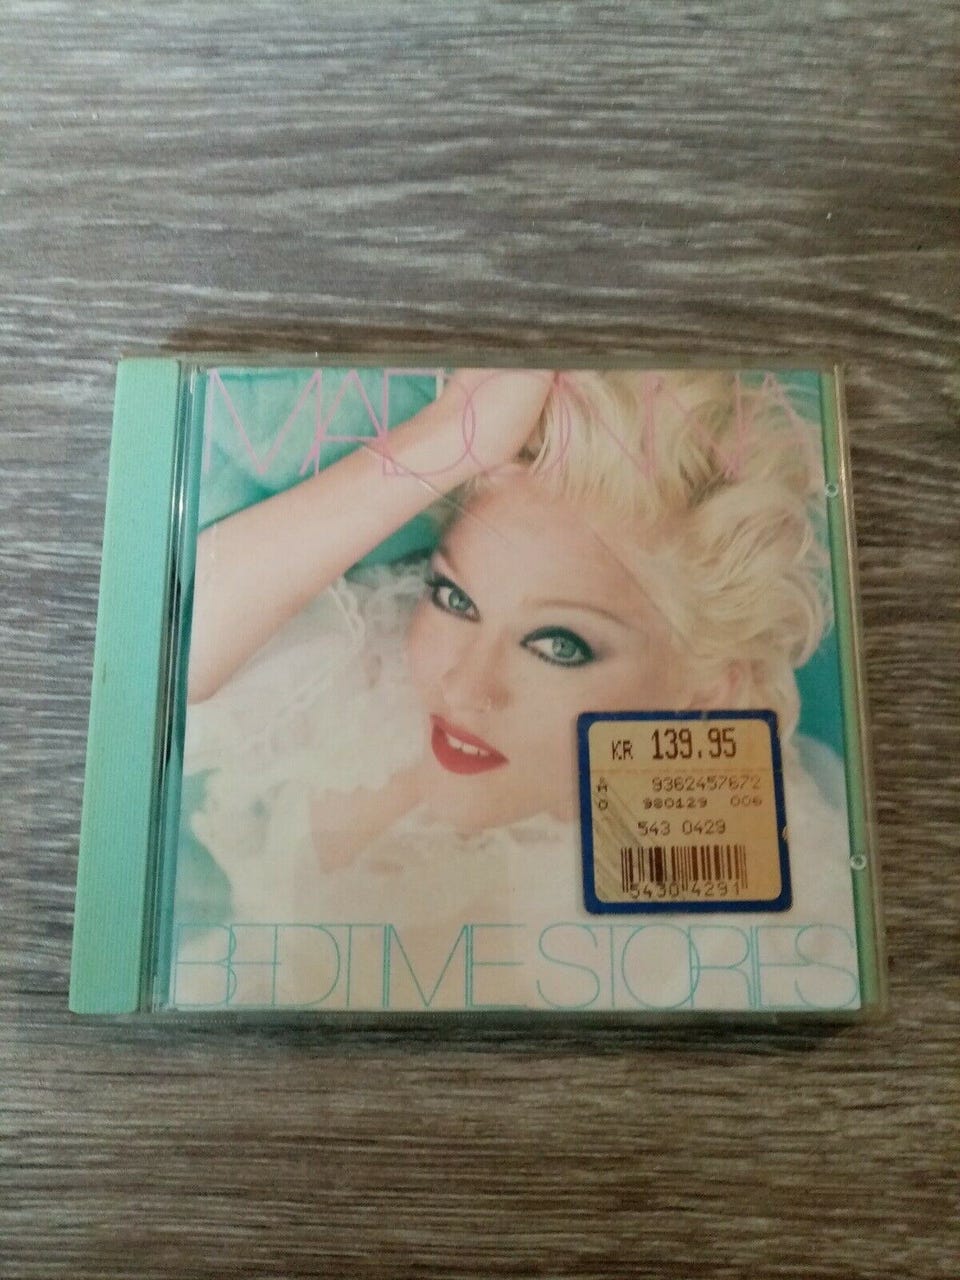 MADONNA
KR 139.95
9362457672
980129 006
543 0429
5430 4291
BEDTIME STORIES